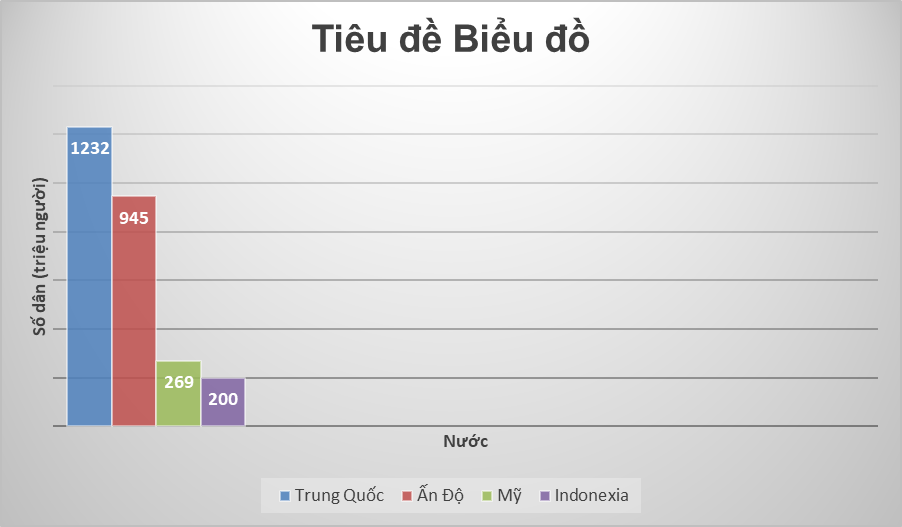 Tiêu đề Biểu đồ
1232
945
269
200
Số dân (triệu người)
Nước
Trung Quốc Ấn Độ Mỹ Indonexia